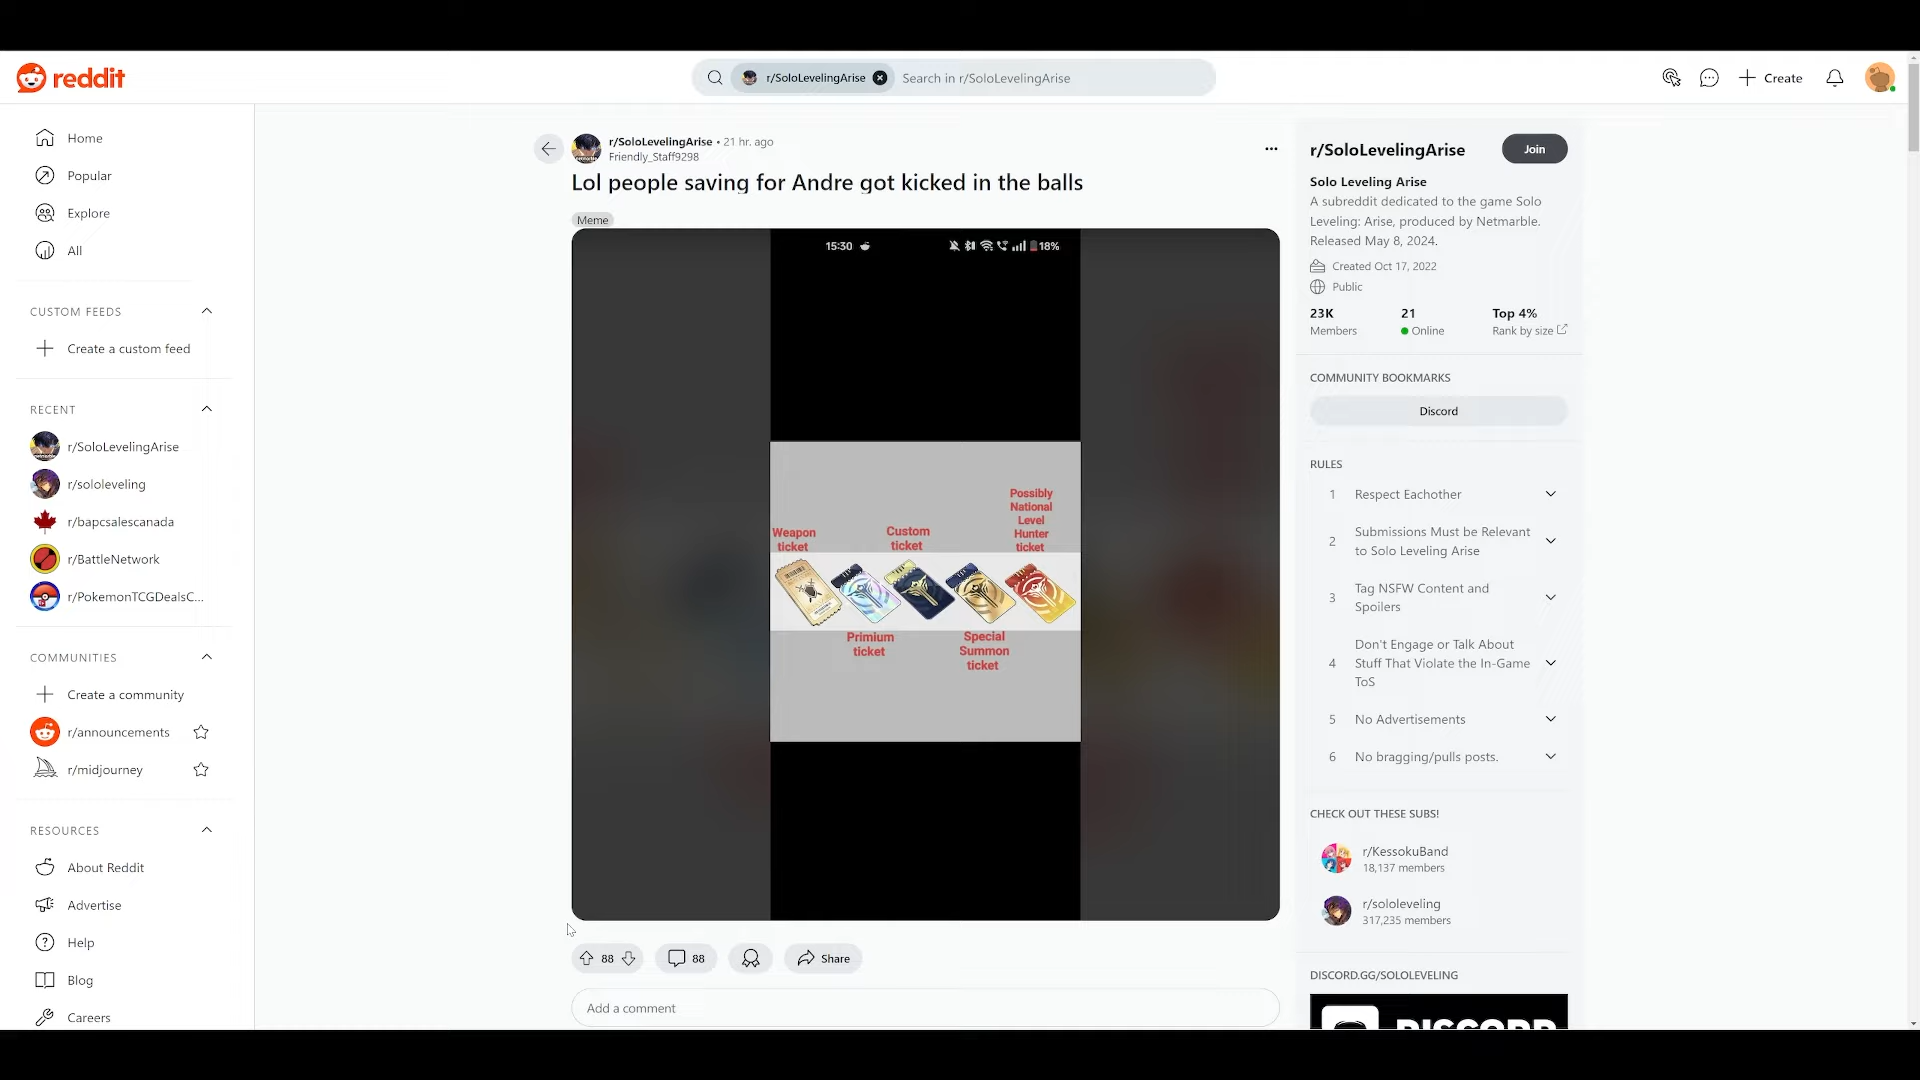 reddit
r/SoloLevelingArise
Search in r/SoloLevelingArise
Create
Home
Popular
Explore
All
CUSTOM FEEDS
Create a custom feed
RECENT
r/SoloLevelingArise
r/sololeveling
r/bapcsalescanada
r/BattleNetwork
r/PokemonTCGDealsC...
COMMUNITIES
Create a community
r/announcements
r/midjourney
RESOURCES
About Reddit
Advertise
Help
Blog
Careers
r/SoloLevelingArise • 21 hr. ago
Friendly_Staff9298
Lol people saving for Andre got kicked in the balls
Meme
15:30
18%
Possibly
National
Level
Hunter
ticket
Weapon
ticket
Custom
ticket
Primium
ticket
Special
Summon
ticket
88
88
Share
Add a comment
r/SoloLevelingArise
Join
Solo Leveling Arise
A subreddit dedicated to the game Solo
Leveling: Arise, produced by Netmarble.
Released May 8, 2024.
Created Oct 17, 2022
Public
23K
Members
21
Online
Top 4%
Rank by size
COMMUNITY BOOKMARKS
Discord
RULES
1 Respect Eachother
2 Submissions Must be Relevant
to Solo Leveling Arise
3 Tag NSFW Content and
Spoilers
4 Don't Engage or Talk About
Stuff That Violate the In-Game
ToS
5 No Advertisements
6 No bragging/pulls posts.
CHECK OUT THESE SUBS!
r/KessokuBand
18,137 members
r/sololeveling
317,235 members
DISCORD.GG/SOLOLEVELING
DISCORD